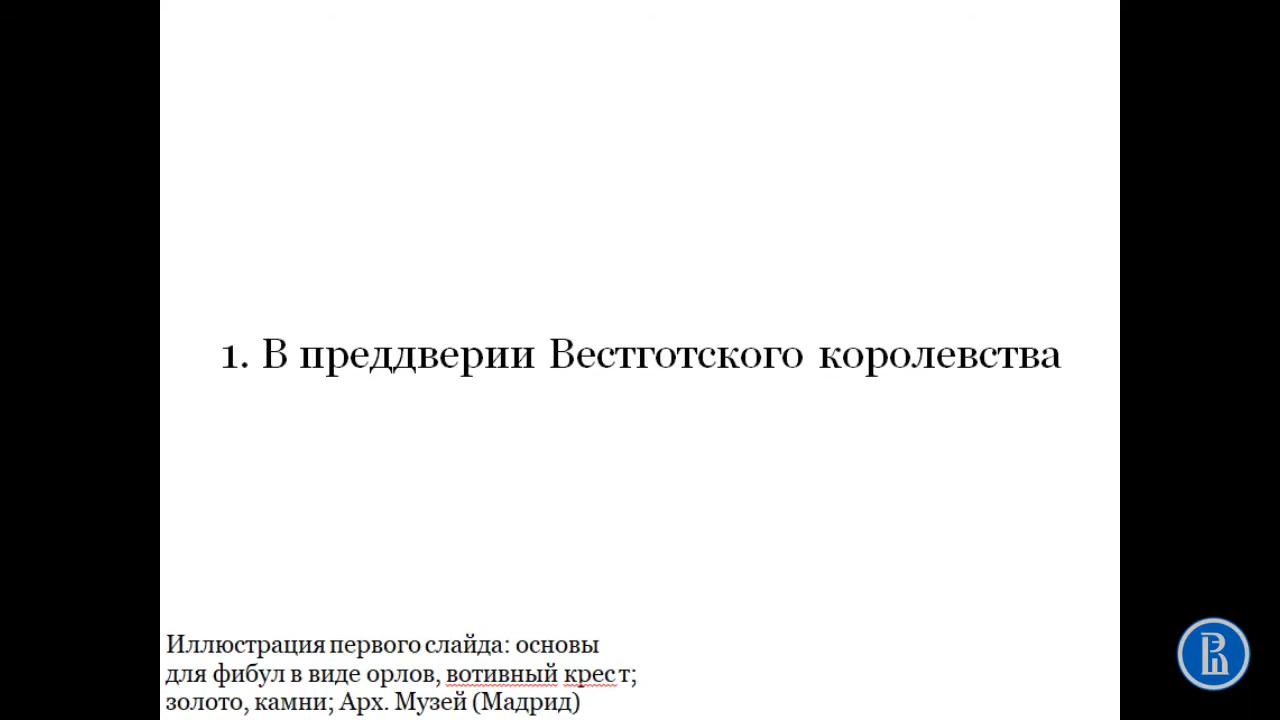 1. В преддверии Вестготского королевства
Иллюстрация первого слайда: основы
для фибул в виде орлов, вотивный крест;
золото, камни; Арх. Музей (Мадрид)